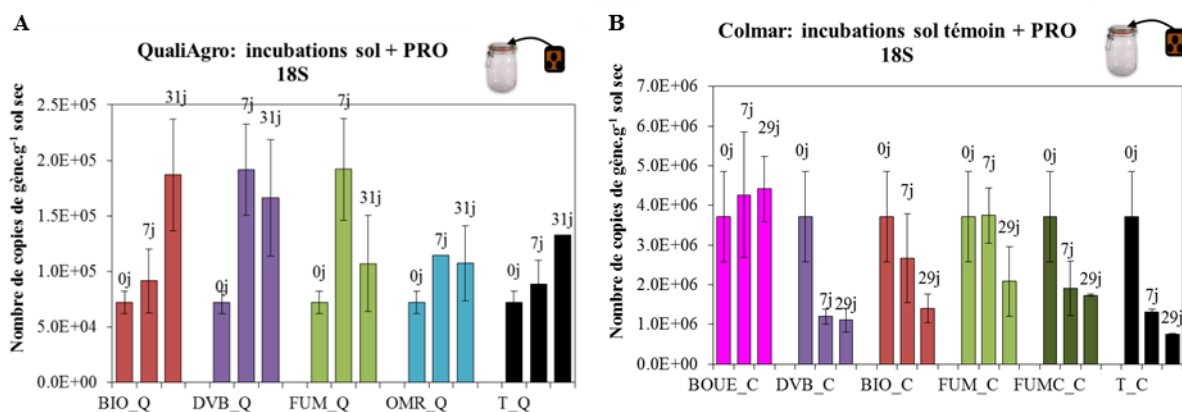 A
QualiAgro: incubations sol + PRO
18S
Nombre de copies de gène.g⁻¹ sol sec
2.5E+05
2.0E+05
1.5E+05
1.0E+05
5.0E+04
0.0E+00
0j 7j 31j
0j 7j 31j
0j 7j 31j
0j 7j 31j
0j 7j 31j
BIO_Q DVB_Q FUM_Q OMR_Q T_Q
B
Colmar: incubations sol témoin + PRO
18S
Nombre de copies de gène.g⁻¹ sol sec
7.0E+06
6.0E+06
5.0E+06
4.0E+06
3.0E+06
2.0E+06
1.0E+06
0.0E+00
0j 7j 29j
0j 7j 29j
0j 7j 29j
0j 7j 29j
0j 7j 29j
0j 7j 29j
BOUE_C DVB_C BIO_C FUM_C FUMC_C T_C